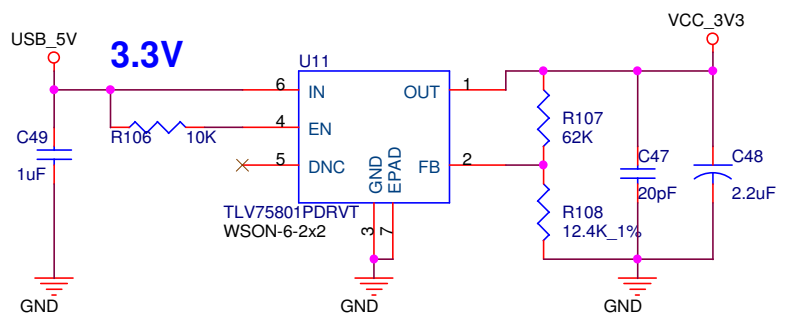 USB_5V
3.3V
VCC_3V3
U11
6 IN OUT 1
R107
62K
C49
1uF
R106 10K
4 EN
5 DNC
GND
EPAD
FB 2
C47
20pF
C48
2.2uF
TLV75801PDRVT
WSON-6-2x2
3
7
R108
12.4K_1%
GND
GND
GND